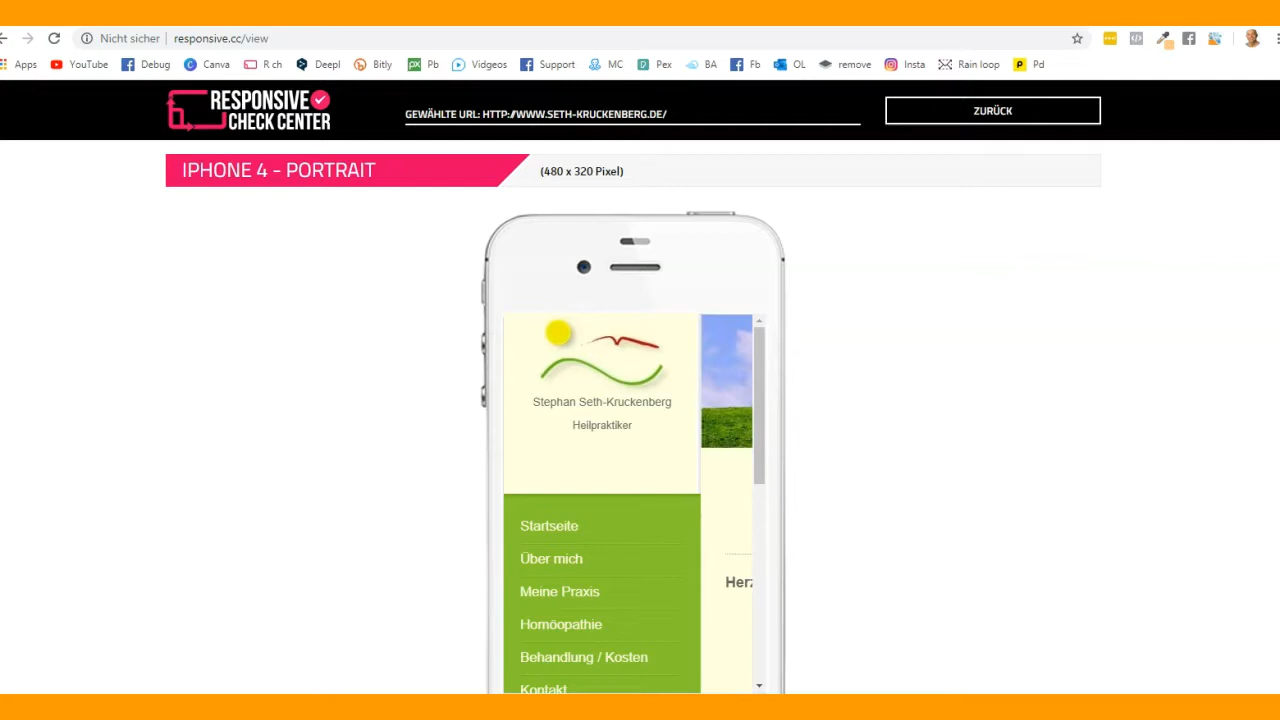 Nicht sicher | responsive.cc/view
Apps YouTube Debug Canva R ch Deepl Bitly Pb Vidgeos Support MC Pex BA Fb OL remove Insta Rain loop Pd
RESPONSIVE
CHECK CENTER
GEWÄHLTE URL: HTTP://WWW.SETH-KRUCKENBERG.DE/
ZURÜCK
IPHONE 4 - PORTRAIT
(480 x 320 Pixel)
Stephan Seth-Kruckenberg
Heilpraktiker
Startseite
Über mich
Meine Praxis
Herz
Homöopathie
Behandlung / Kosten
Kontakt